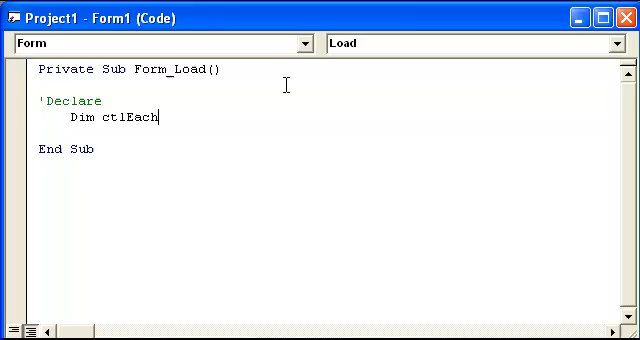 Project1 - Form1 (Code)
Form
Load
Private Sub Form_Load()
'Declare
Dim ctlEach
End Sub